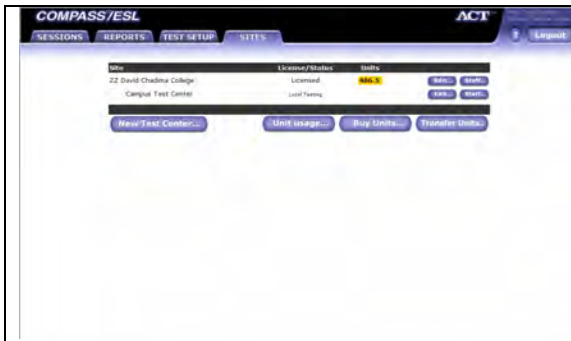 COMPASS/ESL
ACT
SESSIONS REPORTS TEST SETUP SITES
? Logout
Site License/Status Units
ZZ David Chadima College Licensed 486.5 Edit... Staff...
Campus Test Center Local Testing Edit... Staff...
New Test Center... Unit usage... Buy Units... Transfer Units...